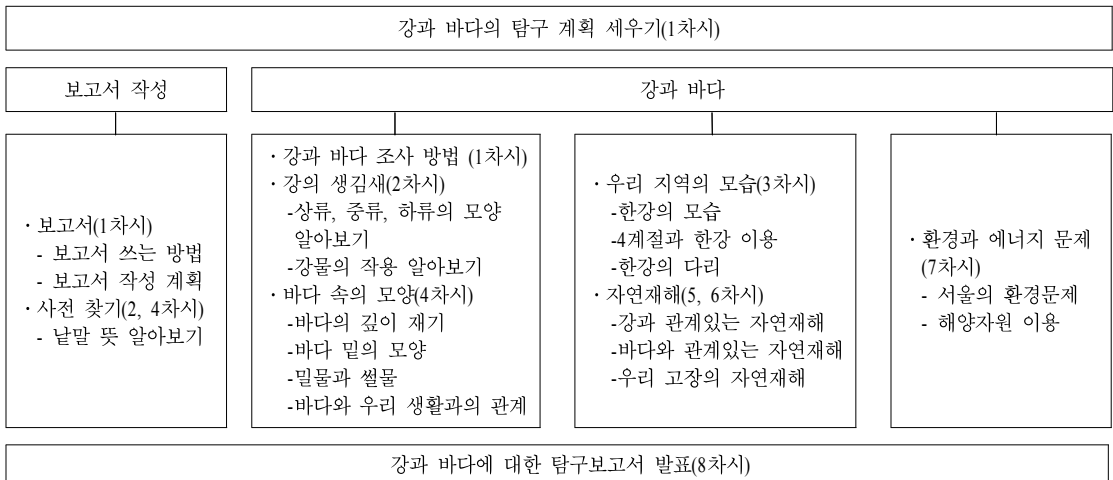 강과 바다의 탐구 계획 세우기(1차시)
보고서 작성
강과 바다
· 보고서(1차시)
- 보고서 쓰는 방법
- 보고서 작성 계획
· 사전 찾기(2, 4차시)
- 낱말 뜻 알아보기
· 강과 바다 조사 방법 (1차시)
· 강의 생김새(2차시)
-상류, 중류, 하류의 모양
알아보기
-강물의 작용 알아보기
· 바다 속의 모양(4차시)
-바다의 깊이 재기
-바다 밑의 모양
-밀물과 썰물
-바다와 우리 생활과의 관계
· 우리 지역의 모습(3차시)
-한강의 모습
-4계절과 한강 이용
-한강의 다리
· 자연재해(5, 6차시)
-강과 관계있는 자연재해
-바다와 관계있는 자연재해
-우리 고장의 자연재해
· 환경과 에너지 문제
(7차시)
- 서울의 환경문제
- 해양자원 이용
강과 바다에 대한 탐구보고서 발표(8차시)